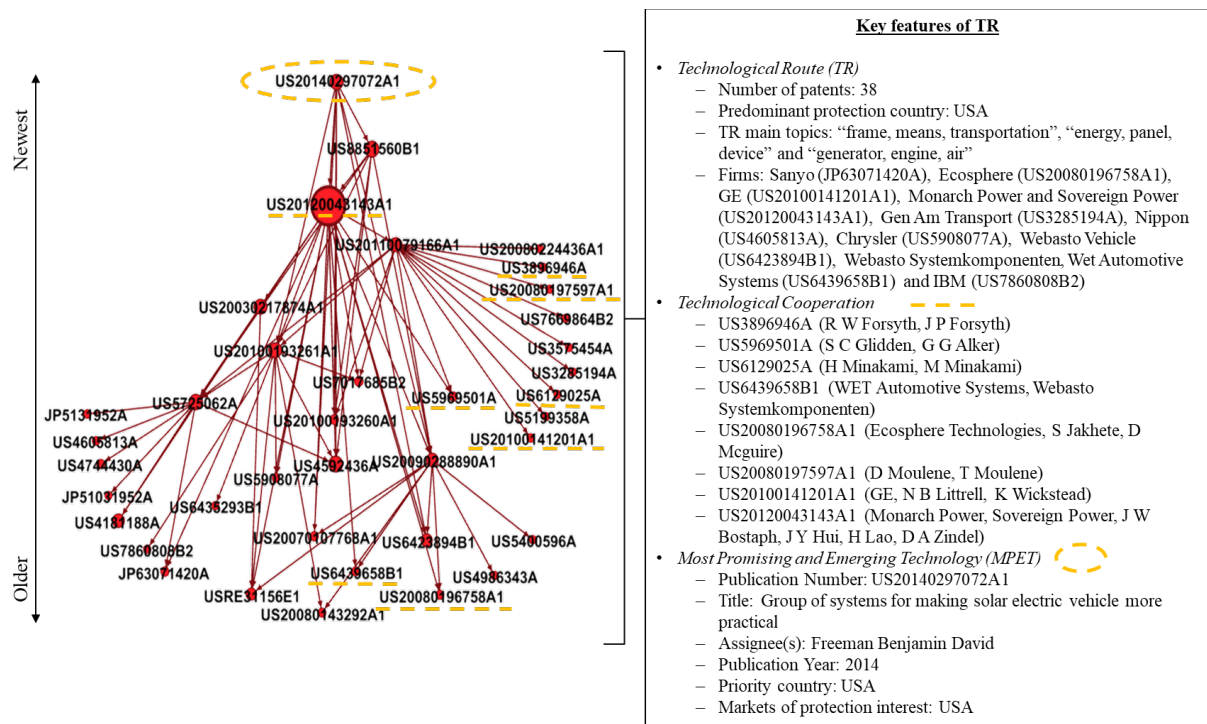 Newest
Older
US20140297072A1
US8851560B1
US20120043143A1
US20110079166A1
US20080224436A1
US3896946A
US20080197597A1
US20030217874A1
US7669864B2
US20100193261A1
US3575454A
US3285194A
US7017685B2
US5969501A
US6129025A
US5725062A
JP5131952A
US20100193260A1
US5199358A
US4605813A
US20100141201A1
US4744430A
US4592436A
US20090288890A1
US5908077A
JP51031952A
US6435293B1
US4181188A
US20070107768A1
US6423894B1
US5400596A
US7860808B2
JP63071420A
US6439658B1
US4986343A
USRE31156E1
US20080196758A1
US20080143292A1
Key features of TR
• Technological Route (TR)
– Number of patents: 38
– Predominant protection country: USA
– TR main topics: “frame, means, transportation”, “energy, panel,
device” and “generator, engine, air”
– Firms: Sanyo (JP63071420A), Ecosphere (US20080196758A1),
GE (US20100141201A1), Monarch Power and Sovereign Power
(US20120043143A1), Gen Am Transport (US3285194A), Nippon
(US4605813A), Chrysler (US5908077A), Webasto Vehicle
(US6423894B1), Webasto Systemkomponenten, Wet Automotive
Systems (US6439658B1) and IBM (US7860808B2)
• Technological Cooperation
– US3896946A (R W Forsyth, J P Forsyth)
– US5969501A (S C Glidden, G G Alker)
– US6129025A (H Minakami, M Minakami)
– US6439658B1 (WET Automotive Systems, Webasto
Systemkomponenten)
– US20080196758A1 (Ecosphere Technologies, S Jakhete, D
Mcguire)
– US20080197597A1 (D Moulene, T Moulene)
– US20100141201A1 (GE, N B Littrell, K Wickstead)
– US20120043143A1 (Monarch Power, Sovereign Power, J W
Bostaph, J Y Hui, H Lao, D A Zindel)
• Most Promising and Emerging Technology (MPET)
– Publication Number: US20140297072A1
– Title: Group of systems for making solar electric vehicle more
practical
– Assignee(s): Freeman Benjamin David
– Publication Year: 2014
– Priority country: USA
– Markets of protection interest: USA